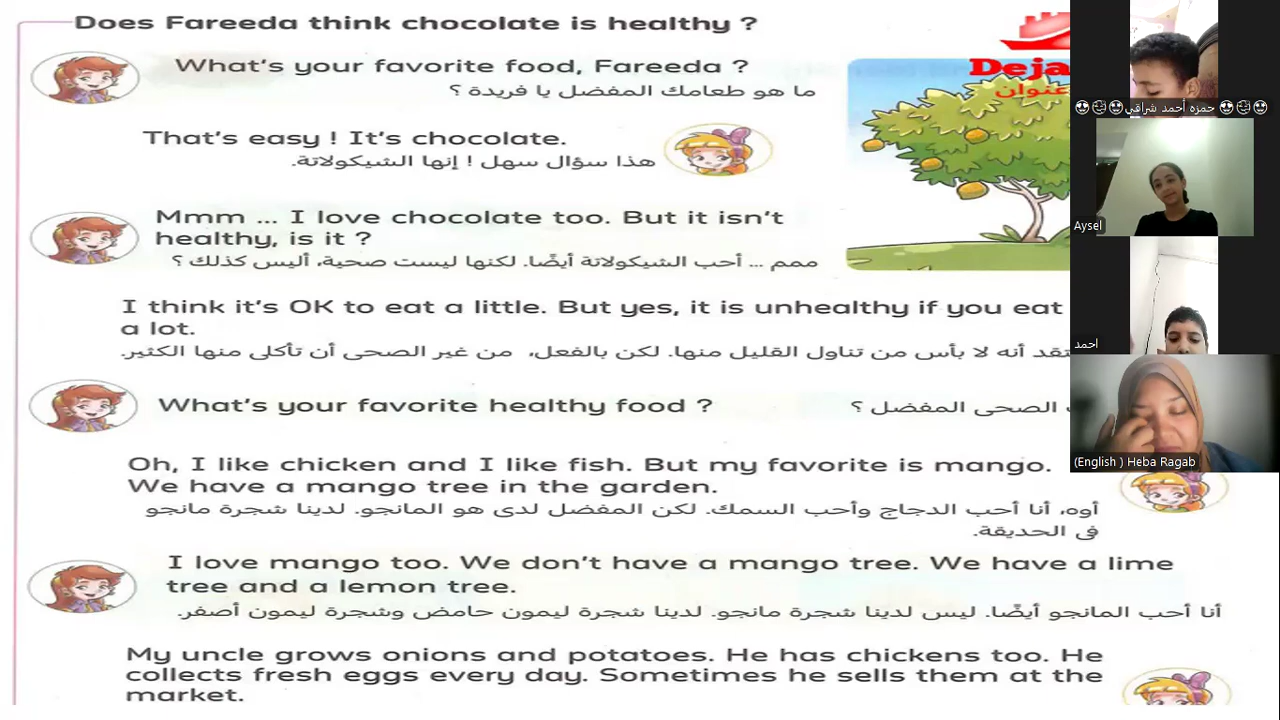 Does Fareeda think chocolate is healthy ?
What's your favorite food, Fareeda ?
ما هو طعامك المفضل يا فريدة ؟
That's easy ! It's chocolate.
هذا سؤال سهل ! إنها الشيكولاتة.
Mmm ... I love chocolate too. But it isn't
healthy, is it ?
ممم ... أحب الشيكولاتة أيضًا. لكنها ليست صحية، أليس كذلك ؟
I think it's OK to eat a little. But yes, it is unhealthy if you eat
a lot.
أنه لا بأس من تناول القليل منها. لكن بالفعل، من غير الصحى أن تأكلى منها الكثير.
What's your favorite healthy food ?
الصحى المفضل ؟
Oh, I like chicken and I like fish. But my favorite is mango.
We have a mango tree in the garden.
أوه، أنا أحب الدجاج وأحب السمك. لكن المفضل لدى هو المانجو. لدينا شجرة مانجو
فى الحديقة.
I love mango too. We don't have a mango tree. We have a lime
tree and a lemon tree.
أنا أحب المانجو أيضًا. ليس لدينا شجرة مانجو. لدينا شجرة ليمون حامض وشجرة ليمون أصفر.
My uncle grows onions and potatoes. He has chickens too. He
collects fresh eggs every day. Sometimes he sells them at the
market.
Deja
عنوان
حمزه أحمد شراقي
Aysel
احمد
(English ) Heba Ragab